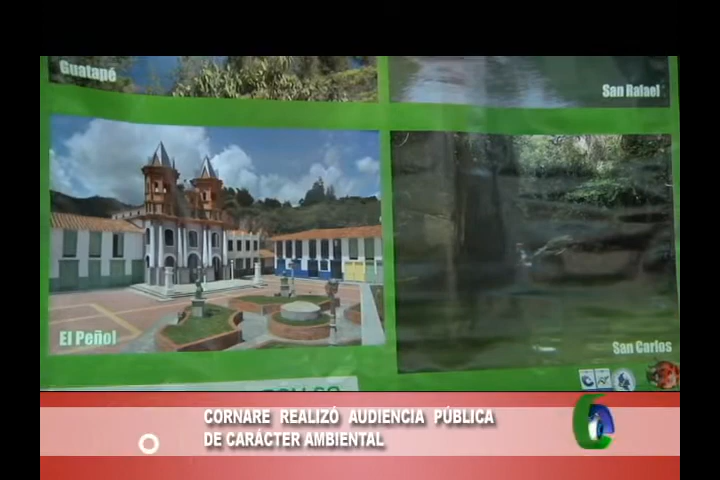 Guatapé
San Rafael
El Peñol
San Carlos
CORNARE REALIZÓ AUDIENCIA PÚBLICA
DE CARÁCTER AMBIENTAL